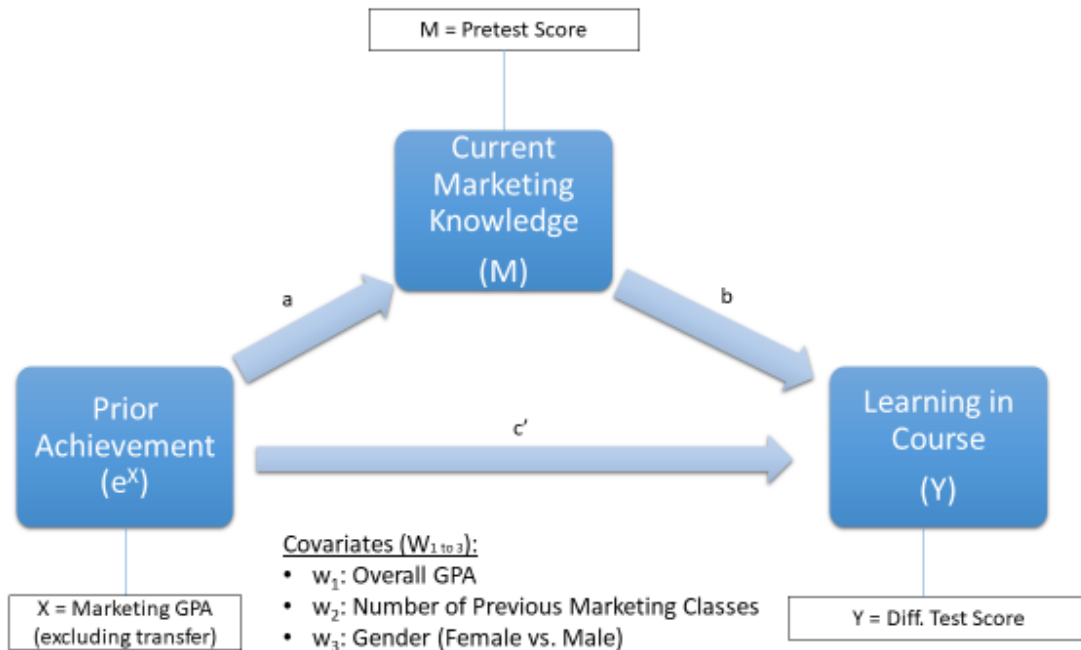 M = Pretest Score
Current
Marketing
Knowledge
(M)
a
b
Prior
Achievement
(eˣ)
c'
Learning in
Course
(Y)
Covariates (W₁ ₜₒ ₃):
• w₁: Overall GPA
• w₂: Number of Previous Marketing Classes
• w₃: Gender (Female vs. Male)
X = Marketing GPA
(excluding transfer)
Y = Diff. Test Score